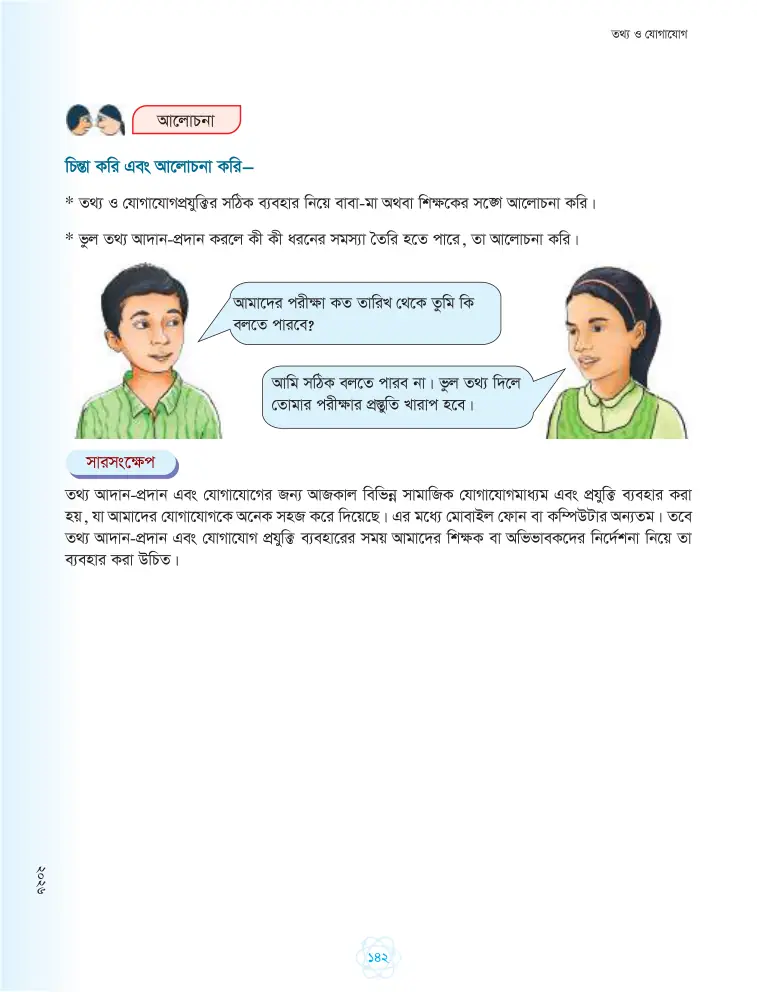 তথ্য ও যোগাযোগ
আলোচনা
চিন্তা করি এবং আলোচনা করি–
* তথ্য ও যোগাযোগপ্রযুক্তির সঠিক ব্যবহার নিয়ে বাবা-মা অথবা শিক্ষকের সঙ্গে আলোচনা করি।
* ভুল তথ্য আদান-প্রদান করলে কী কী ধরনের সমস্যা তৈরি হতে পারে, তা আলোচনা করি।
আমাদের পরীক্ষা কত তারিখ থেকে তুমি কি
বলতে পারবে?
আমি সঠিক বলতে পারব না। ভুল তথ্য দিলে
তোমার পরীক্ষার প্রস্তুতি খারাপ হবে।
সারসংক্ষেপ
তথ্য আদান-প্রদান এবং যোগাযোগের জন্য আজকাল বিভিন্ন সামাজিক যোগাযোগমাধ্যম এবং প্রযুক্তি ব্যবহার করা
হয়, যা আমাদের যোগাযোগকে অনেক সহজ করে দিয়েছে। এর মধ্যে মোবাইল ফোন বা কম্পিউটার অন্যতম। তবে
তথ্য আদান-প্রদান এবং যোগাযোগ প্রযুক্তি ব্যবহারের সময় আমাদের শিক্ষক বা অভিভাবকদের নির্দেশনা নিয়ে তা
ব্যবহার করা উচিত।
২০২৫
১৪২